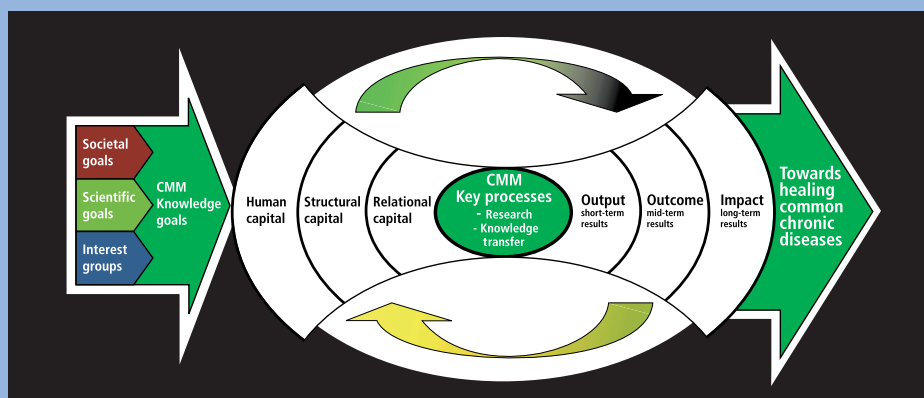 Societal
goals
Scientific
goals
Interest
groups
CMM
Knowledge
goals
Human
capital
Structural
capital
Relational
capital
CMM
Key processes
- Research
- Knowledge
transfer
Output
short-term
results
Outcome
mid-term
results
Impact
long-term
results
Towards
healing
common
chronic
diseases